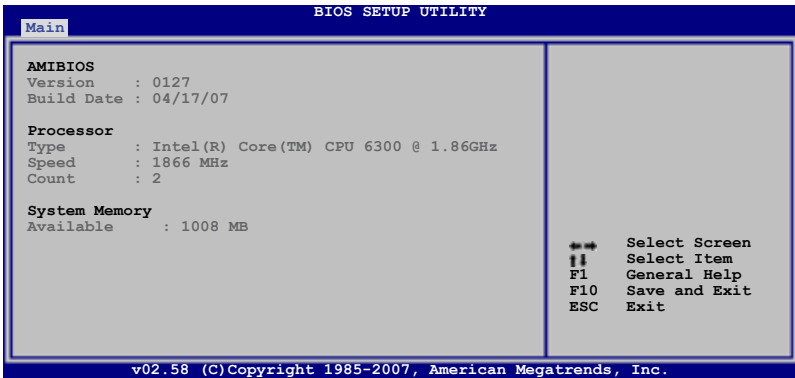 BIOS SETUP UTILITY
Main
AMIBIOS
Version : 0127
Build Date : 04/17/07
Processor
Type : Intel(R) Core(TM) CPU 6300 @ 1.86GHz
Speed : 1866 MHz
Count : 2
System Memory
Available : 1008 MB
←→ Select Screen
↑↓ Select Item
F1 General Help
F10 Save and Exit
ESC Exit
v02.58 (C)Copyright 1985-2007, American Megatrends, Inc.